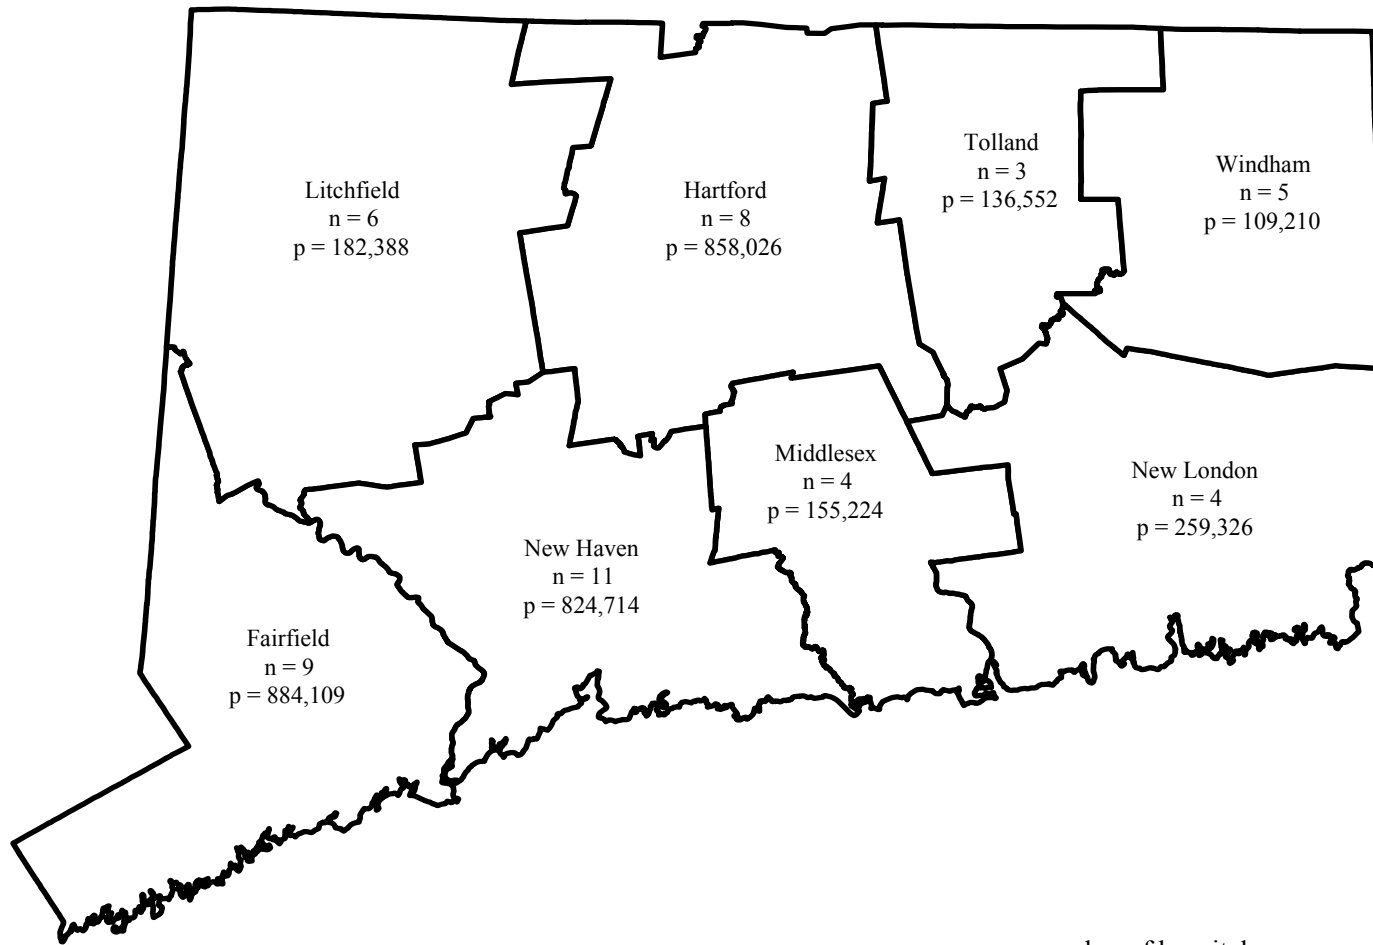 Tolland
n = 3
p = 136,552
Windham
n = 5
p = 109,210
Litchfield
n = 6
p = 182,388
Hartford
n = 8
p = 858,026
Middlesex
n = 4
p = 155,224
New London
n = 4
p = 259,326
New Haven
n = 11
p = 824,714
Fairfield
n = 9
p = 884,109